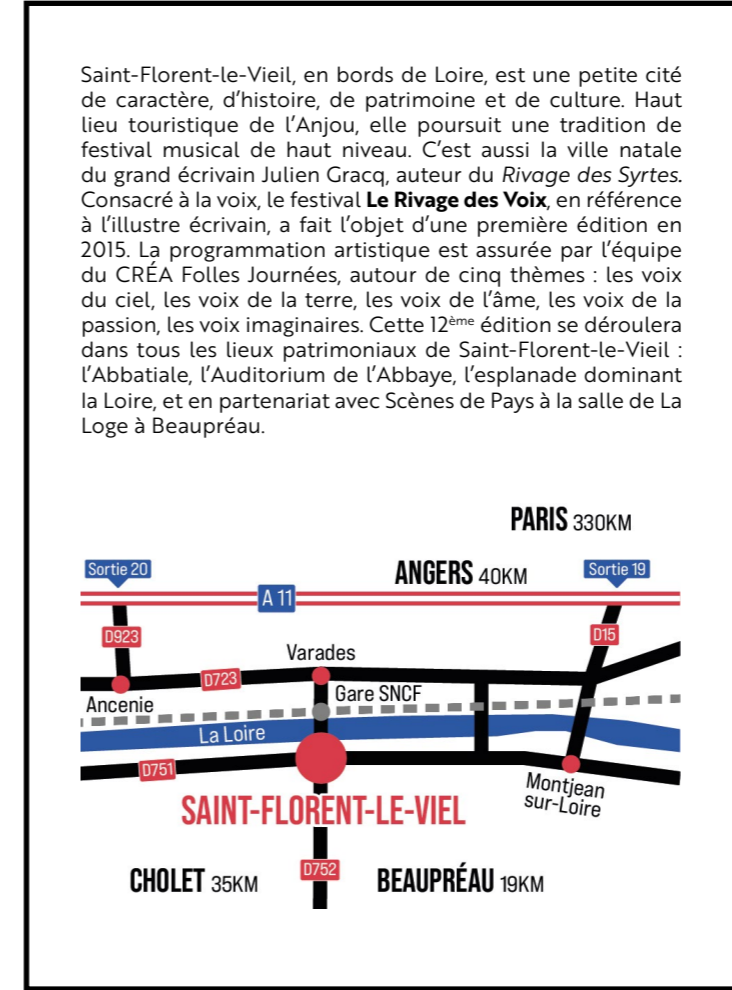 Saint-Florent-le-Vieil, en bords de Loire, est une petite cité
de caractère, d’histoire, de patrimoine et de culture. Haut
lieu touristique de l’Anjou, elle poursuit une tradition de
festival musical de haut niveau. C’est aussi la ville natale
du grand écrivain Julien Gracq, auteur du Rivage des Syrtes.
Consacré à la voix, le festival Le Rivage des Voix, en référence
à l’illustre écrivain, a fait l’objet d’une première édition en
2015. La programmation artistique est assurée par l’équipe
du CRÉA Folles Journées, autour de cinq thèmes : les voix
du ciel, les voix de la terre, les voix de l’âme, les voix de la
passion, les voix imaginaires. Cette 12ème édition se déroulera
dans tous les lieux patrimoniaux de Saint-Florent-le-Vieil :
l’Abbatiale, l’Auditorium de l’Abbaye, l’esplanade dominant
la Loire, et en partenariat avec Scènes de Pays à la salle de La
Loge à Beaupréau.
PARIS 330KM
Sortie 20
ANGERS 40KM
Sortie 19
A 11
D923
D15
Varades
D723
Gare SNCF
Ancenie
La Loire
D751
Montjean
sur-Loire
SAINT-FLORENT-LE-VIEL
CHOLET 35KM
D752
BEAUPRÉAU 19KM